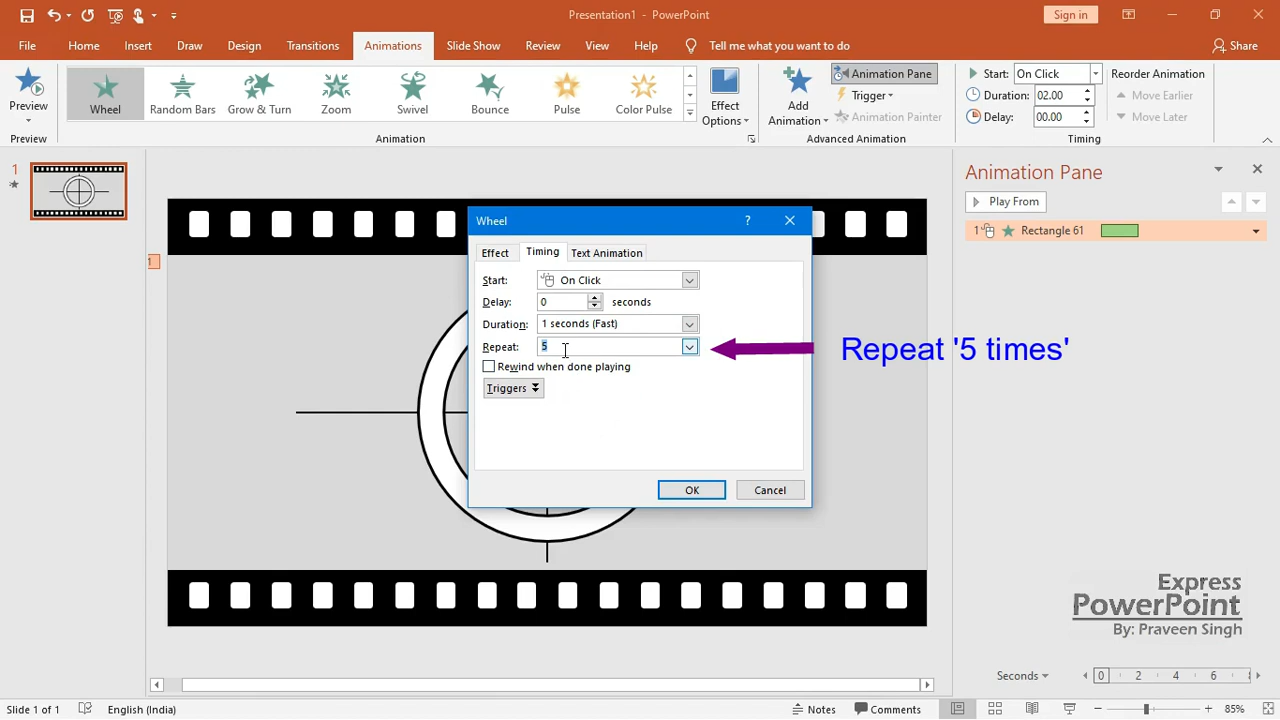 Presentation1 - PowerPoint
Sign in
File
Home
Insert
Draw
Design
Transitions
Animations
Slide Show
Review
View
Help
Tell me what you want to do
Share
Preview
Wheel
Random Bars
Grow & Turn
Zoom
Swivel
Bounce
Pulse
Color Pulse
Effect
Options
Add
Animation
Animation Pane
Trigger
Animation Painter
Start:
On Click
Duration:
02.00
Delay:
00.00
Reorder Animation
Move Earlier
Move Later
Preview
Animation
Advanced Animation
Timing
1
1
Animation Pane
Play From
1
Rectangle 61
Wheel
?
Effect
Timing
Text Animation
Start:
On Click
Delay:
0
seconds
Duration:
1 seconds (Fast)
Repeat:
5
Rewind when done playing
Triggers
OK
Cancel
Repeat '5 times'
Express
PowerPoint
By: Praveen Singh
Seconds
0
2
4
6
Slide 1 of 1
English (India)
Notes
Comments
85%